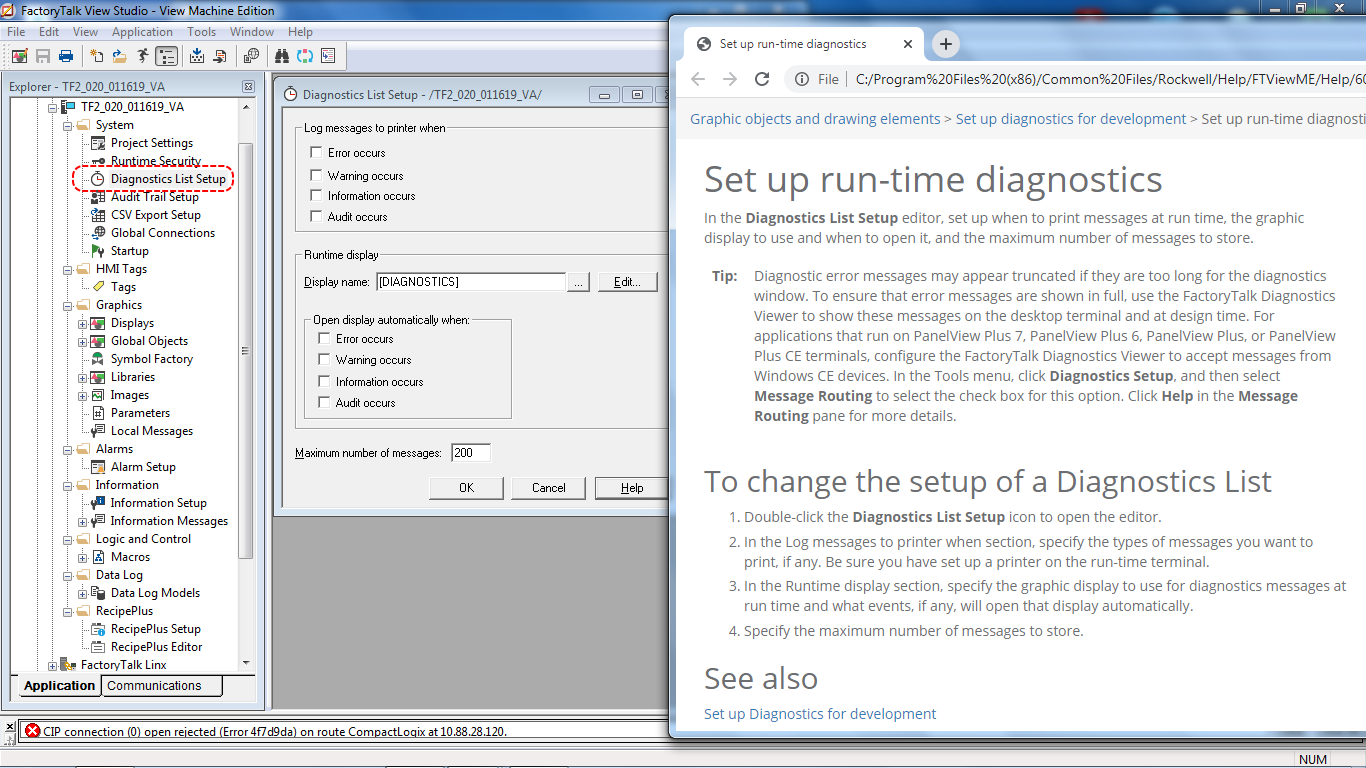 FactoryTalk View Studio - View Machine Edition
File Edit View Application Tools Window Help
Explorer - TF2_020_011619_VA
TF2_020_011619_VA
System
Project Settings
Runtime Security
Diagnostics List Setup
Audit Trail Setup
CSV Export Setup
Global Connections
Startup
HMI Tags
Tags
Graphics
Displays
Global Objects
Symbol Factory
Libraries
Images
Parameters
Local Messages
Alarms
Alarm Setup
Information
Information Setup
Information Messages
Logic and Control
Macros
Data Log
Data Log Models
RecipePlus
RecipePlus Setup
RecipePlus Editor
FactoryTalk Linx
Application Communications
Diagnostics List Setup - /TF2_020_011619_VA/
Log messages to printer when
Error occurs
Warning occurs
Information occurs
Audit occurs
Runtime display
Display name: [DIAGNOSTICS] ... Edit...
Open display automatically when:
Error occurs
Warning occurs
Information occurs
Audit occurs
Maximum number of messages: 200
OK Cancel Help
Set up run-time diagnostics
File | C:/Program%20Files%20(x86)/Common%20Files/Rockwell/Help/FTViewME/Help/60
Graphic objects and drawing elements > Set up diagnostics for development > Set up run-time diagnosti
Set up run-time diagnostics
In the Diagnostics List Setup editor, set up when to print messages at run time, the graphic
display to use and when to open it, and the maximum number of messages to store.
Tip: Diagnostic error messages may appear truncated if they are too long for the diagnostics
window. To ensure that error messages are shown in full, use the FactoryTalk Diagnostics
Viewer to show these messages on the desktop terminal and at design time. For
applications that run on PanelView Plus 7, PanelView Plus 6, PanelView Plus, or PanelView
Plus CE terminals, configure the FactoryTalk Diagnostics Viewer to accept messages from
Windows CE devices. In the Tools menu, click Diagnostics Setup, and then select
Message Routing to select the check box for this option. Click Help in the Message
Routing pane for more details.
To change the setup of a Diagnostics List
1. Double-click the Diagnostics List Setup icon to open the editor.
2. In the Log messages to printer when section, specify the types of messages you want to
print, if any. Be sure you have set up a printer on the run-time terminal.
3. In the Runtime display section, specify the graphic display to use for diagnostics messages at
run time and what events, if any, will open that display automatically.
4. Specify the maximum number of messages to store.
See also
Set up Diagnostics for development
CIP connection (0) open rejected (Error 4f7d9da) on route CompactLogix at 10.88.28.120.
NUM